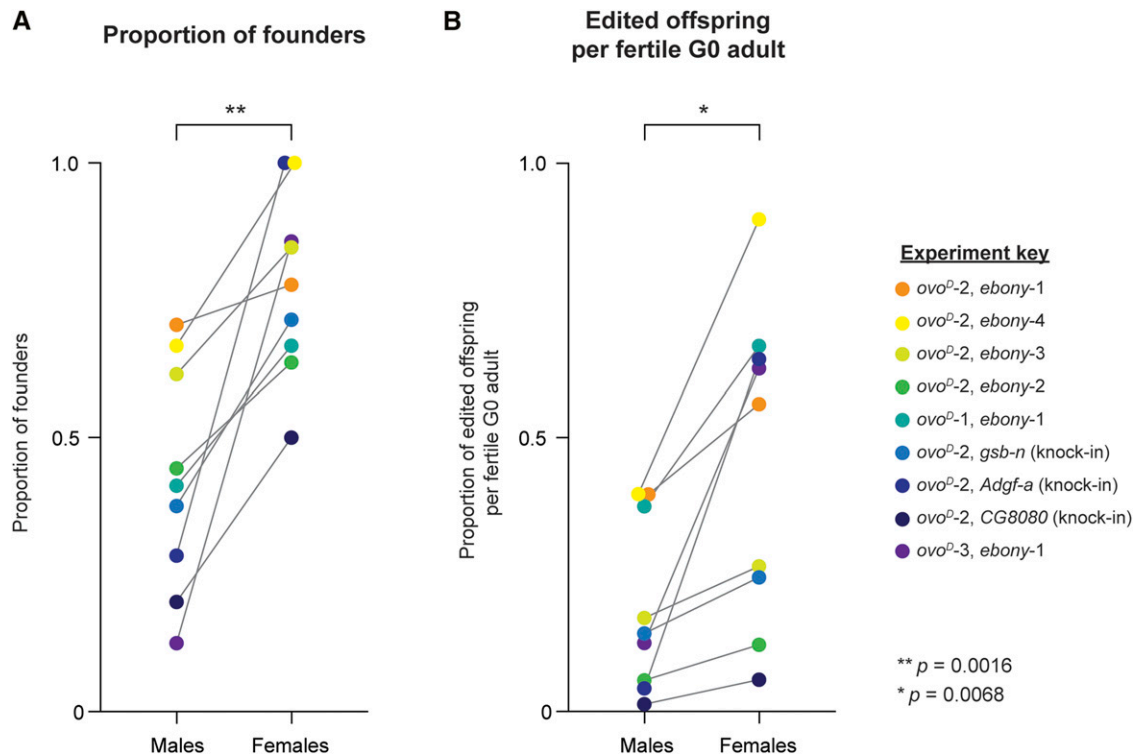 A
Proportion of founders
**
1.0
0.5
0
Proportion of founders
Males
Females
B
Edited offspring
per fertile G0 adult
*
1.0
0.5
0
Proportion of edited offspring
per fertile G0 adult
Males
Females
Experiment key
ovoᴰ-2, ebony-1
ovoᴰ-2, ebony-4
ovoᴰ-2, ebony-3
ovoᴰ-2, ebony-2
ovoᴰ-1, ebony-1
ovoᴰ-2, gsb-n (knock-in)
ovoᴰ-2, Adgf-a (knock-in)
ovoᴰ-2, CG8080 (knock-in)
ovoᴰ-3, ebony-1
** p = 0.0016
* p = 0.0068